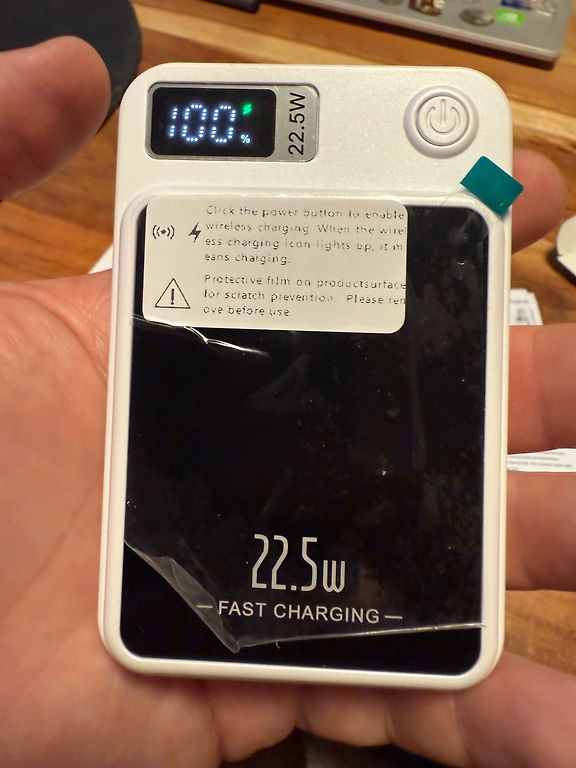 100%
22.5W
Click the power button to enable
wireless charging. When the wirel
ess charging icon lights up, it m
eans charging.
Protective film on productsurface
for scratch prevention. Please ren
ove before use
22.5w
FAST CHARGING